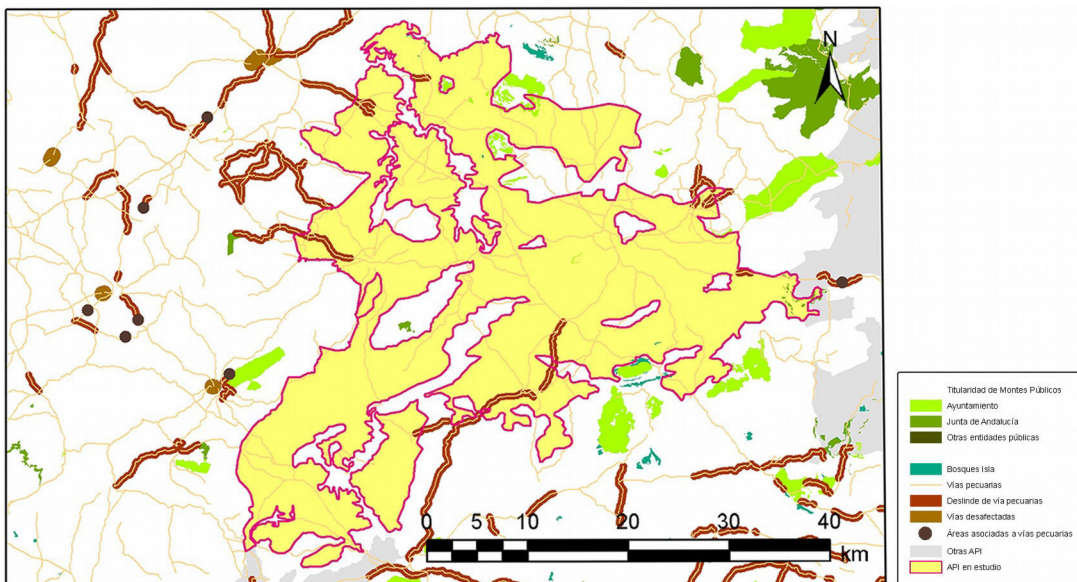 N
0
5
10
20
30
40
km
Titularidad de Montes Públicos
Ayuntamiento
Junta de Andalucía
Otras entidades públicas
Bosques Isla
Vías pecuarias
Deslinde de vía pecuarias
Vías desafectadas
Áreas asociadas a vías pecuarias
Otras API
API en estudio